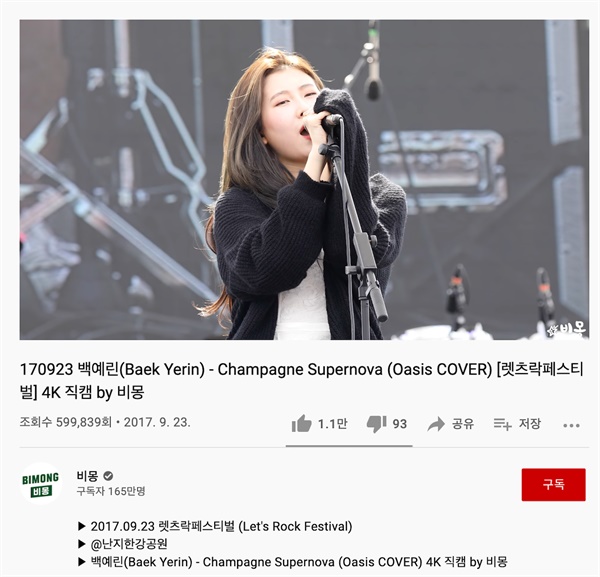 비몽
170923 백예린(Baek Yerin) - Champagne Supernova (Oasis COVER) [렛츠락페스티
벌] 4K 직캠 by 비몽
조회수 599,839회 • 2017. 9. 23.
1.1만 93 공유 저장
BIMONG
비몽
비몽
구독자 165만명
구독
▶ 2017.09.23 렛츠락페스티벌 (Let's Rock Festival)
▶ @난지한강공원
▶ 백예린(Baek Yerin) - Champagne Supernova (Oasis COVER) 4K 직캠 by 비몽